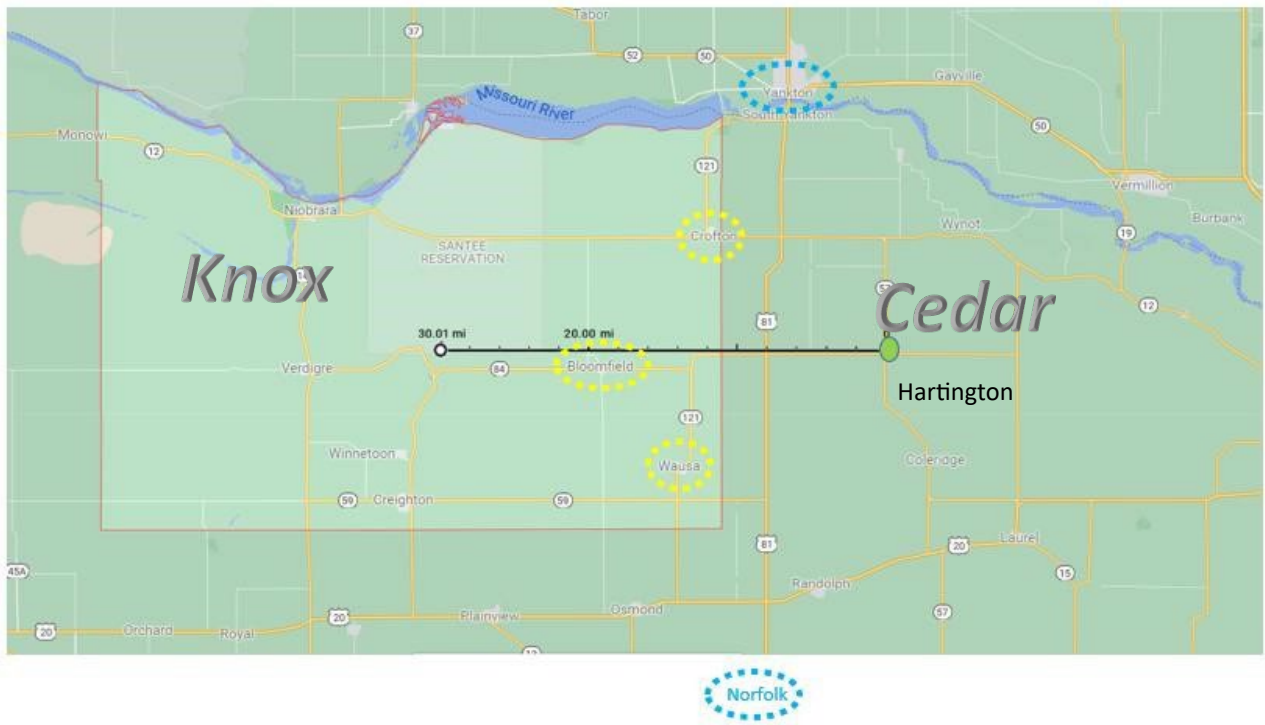 Tabor
37
52
50
Gayville
Yankton
Missouri River
South Yankton
50
Monowi
12
121
Vermillion
Niobrara
Burbank
Wynot
Crofton
19
SANTEE
RESERVATION
Knox
14
57
Cedar
12
81
30.01 mi
20.00 mi
Bloomfield
Verdigre
84
Hartington
121
Winnetoon
Wausa
Coleridge
59
Creighton
59
81
20
Laurel
45A
15
Randolph
Osmond
57
Plainview
20
20
Orchard
Royal
13
Norfolk